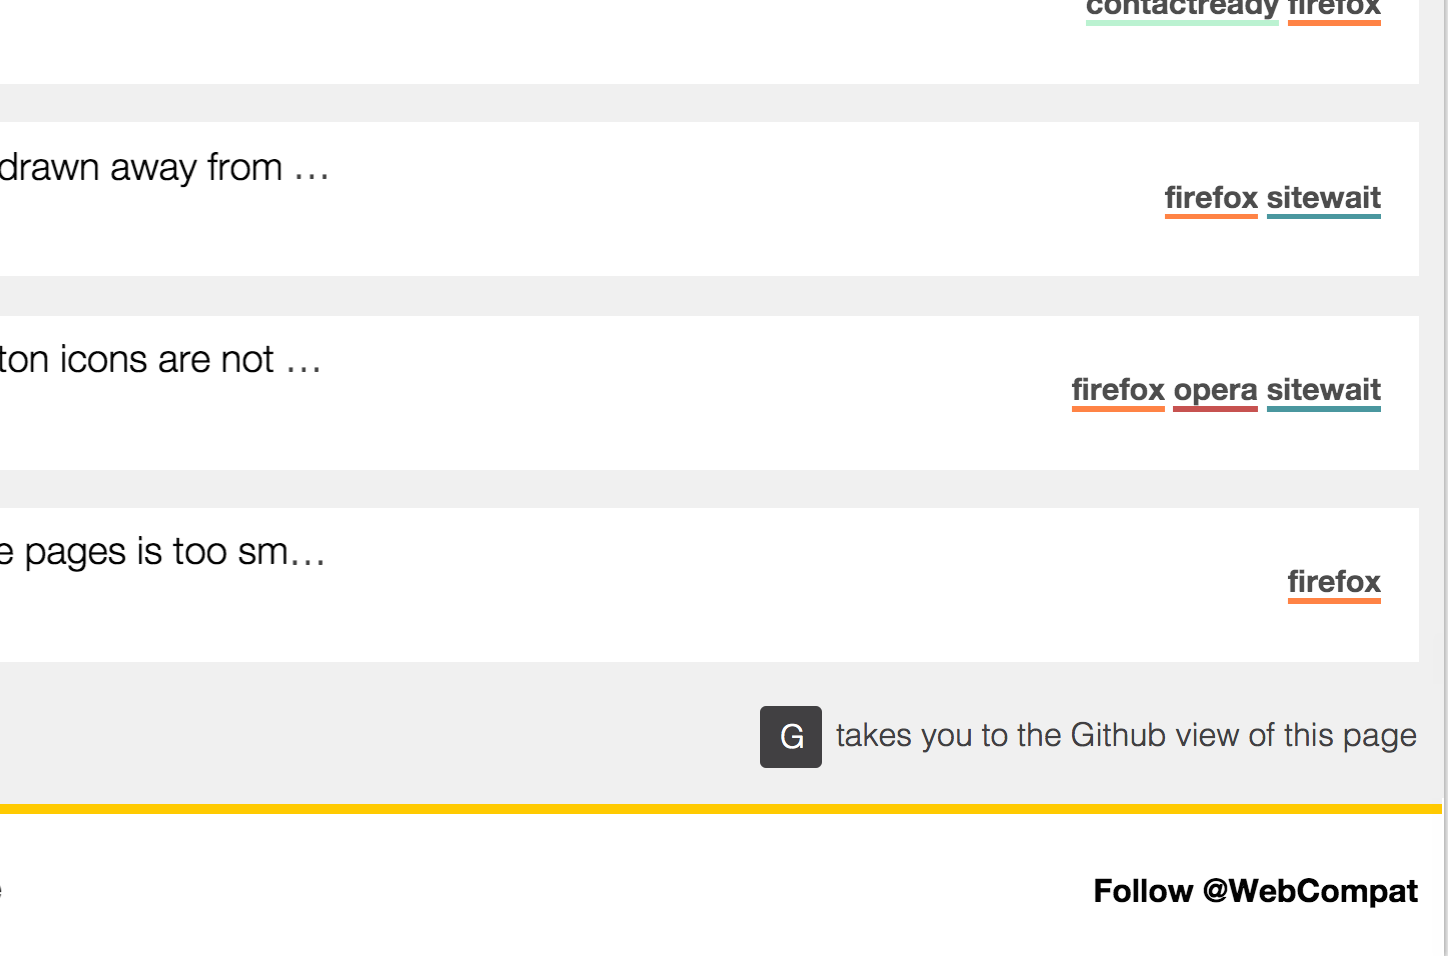 contactready firefox
drawn away from ...
firefox sitewait
ton icons are not ...
firefox opera sitewait
e pages is too sm...
firefox
G takes you to the Github view of this page
Follow @WebCompat